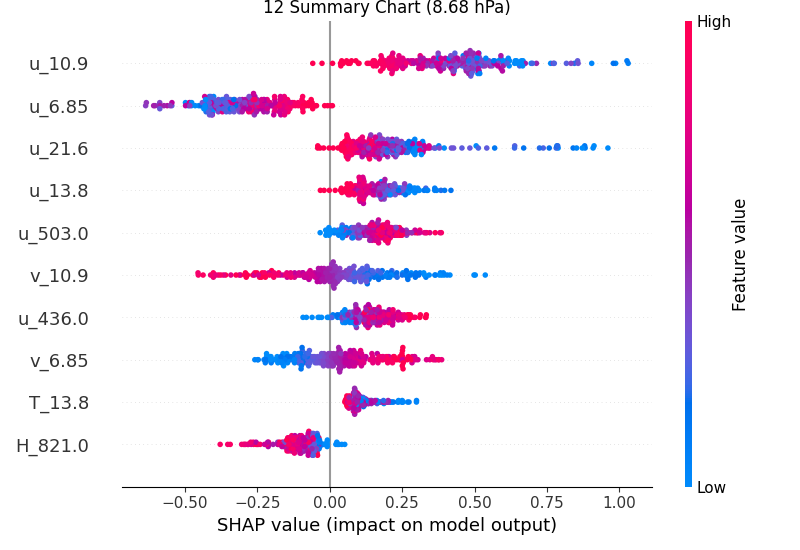 12 Summary Chart (8.68 hPa)
High
u_10.9
u_6.85
u_21.6
u_13.8
u_503.0
v_10.9
u_436.0
v_6.85
T_13.8
H_821.0
Feature value
Low
−0.50 −0.25 0.00 0.25 0.50 0.75 1.00
SHAP value (impact on model output)